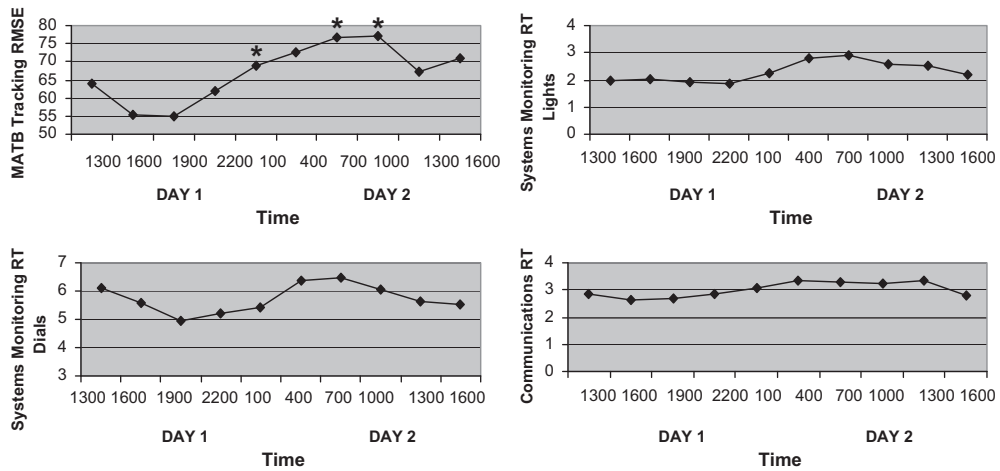 MATB Tracking RMSE
80
75
70
65
60
55
50
* * *
1300 1600 1900 2200 100 400 700 1000 1300 1600
DAY 1 DAY 2
Time
Systems Monitoring RT
Lights
4
3
2
1
0
1300 1600 1900 2200 100 400 700 1000 1300 1600
DAY 1 DAY 2
Time
Systems Monitoring RT
Dials
7
6
5
4
3
1300 1600 1900 2200 100 400 700 1000 1300 1600
DAY 1 DAY 2
Time
Communications RT
4
3
2
1
0
1300 1600 1900 2200 100 400 700 1000 1300 1600
DAY 1 DAY 2
Time